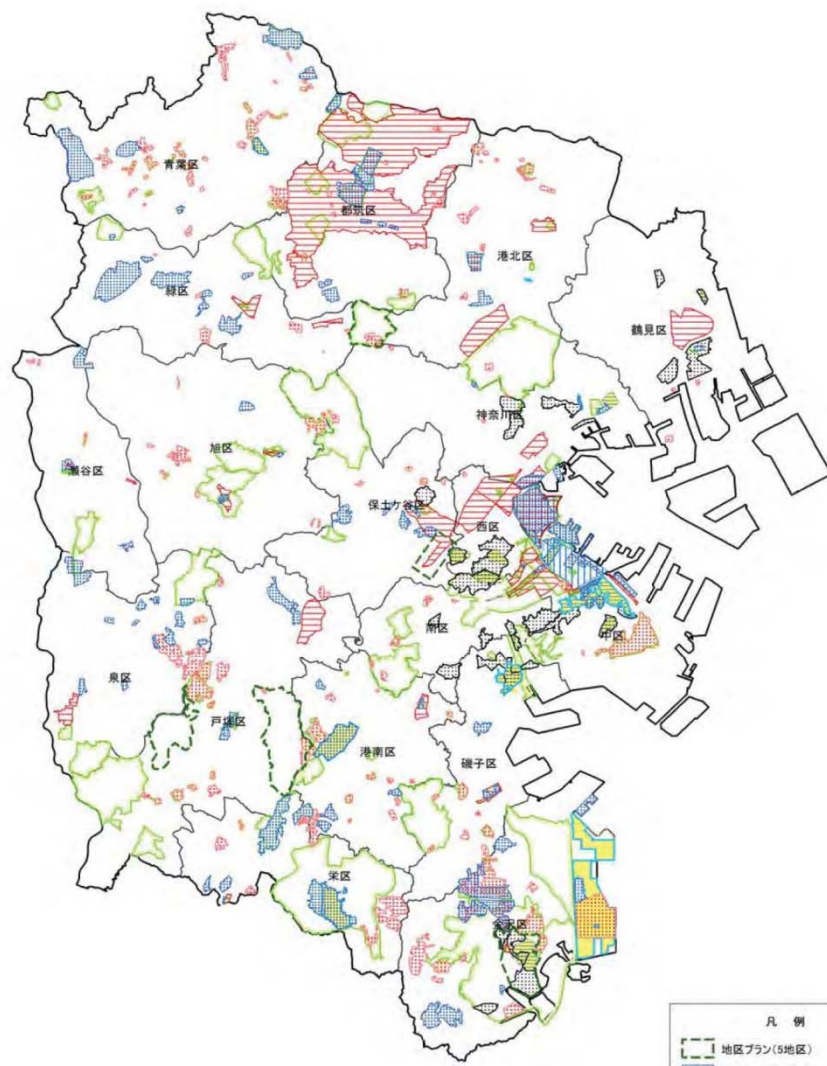 青葉区
都筑区
港北区
緑区
鶴見区
神奈川区
旭区
瀬谷区
保土ケ谷区
西区
南区
中区
泉区
戸塚区
港南区
磯子区
栄区
金沢区
凡 例
地区プラン(5地区)